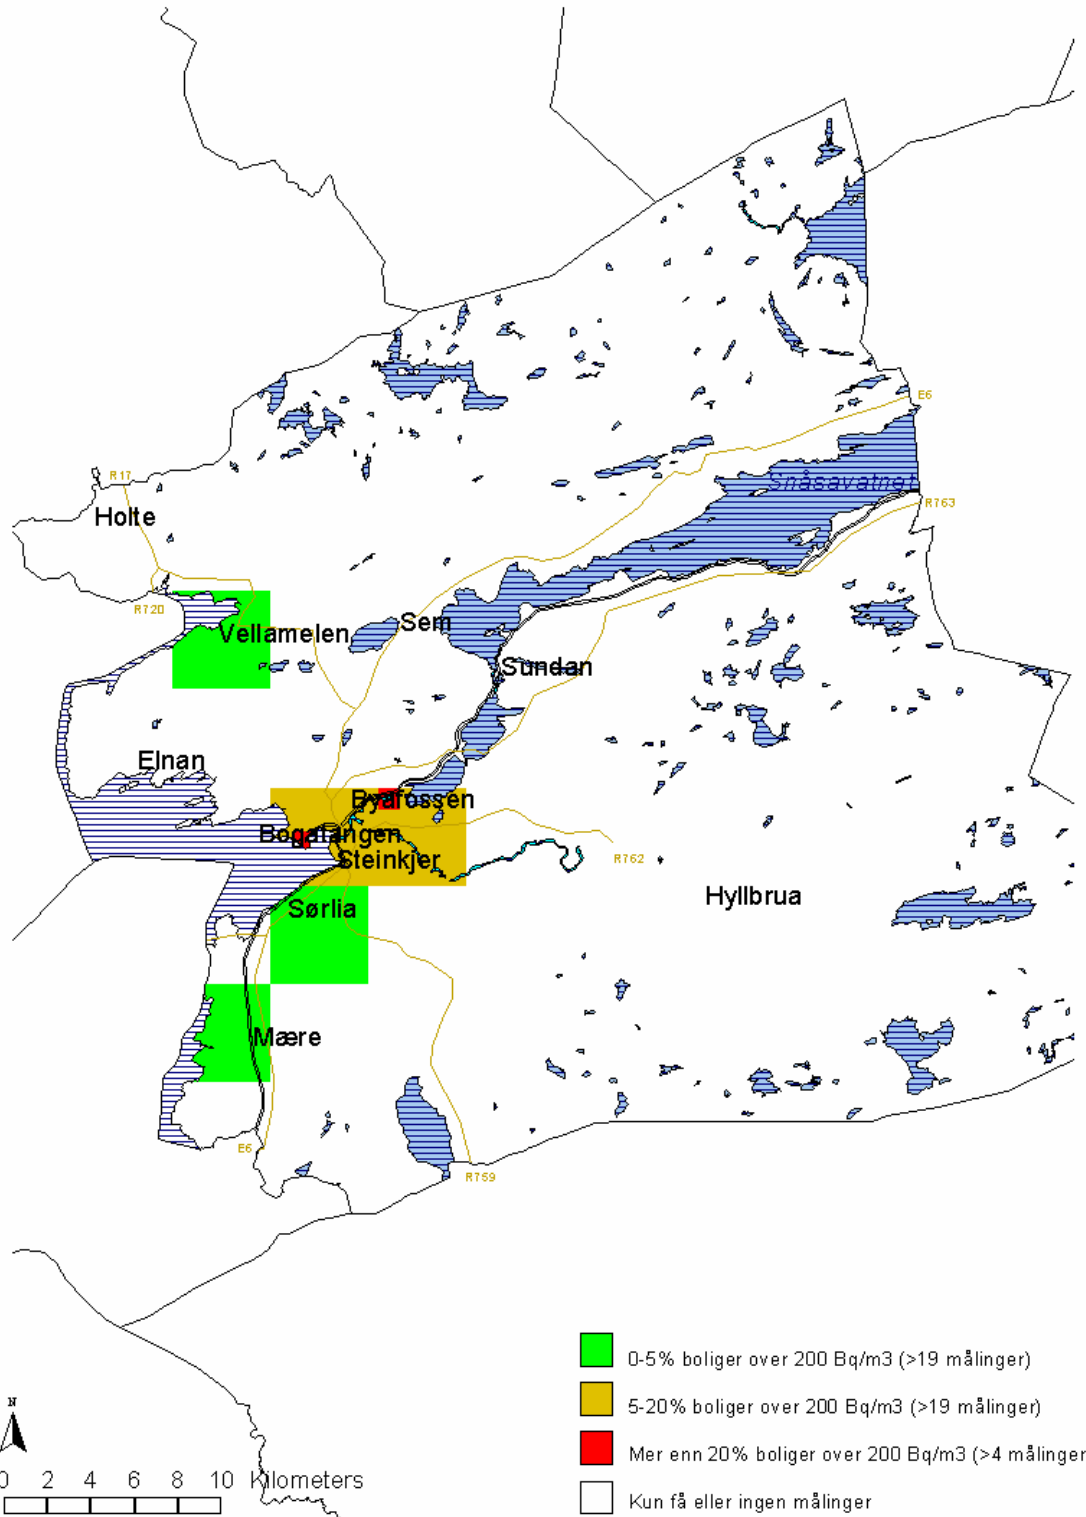 E6
R17
Snåsavatnet
R763
Holte
R720
Sem
Vellamelen
Sundan
Elnan
Byafossen
Bogatangen
Steinkjer
R762
Hyllbrua
Sørlia
Mære
E6
R759
0-5% boliger over 200 Bq/m3 (>19 målinger)
5-20% boliger over 200 Bq/m3 (>19 målinger)
Mer enn 20% boliger over 200 Bq/m3 (>4 målinger
Kun få eller ingen målinger
N
0 2 4 6 8 10 Kilometers